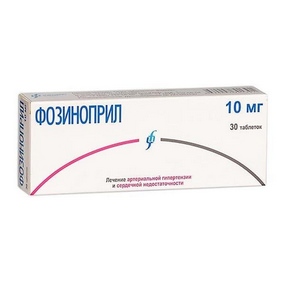 ФОЗИНОПРИЛ
10 мг
30 таблеток
Лечение артериальной гипертензии
и сердечной недостаточности